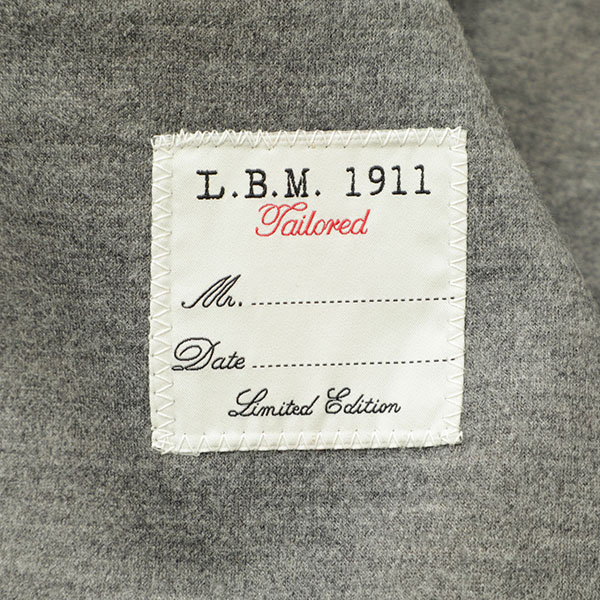 L.B.M. 1911
Tailored
Mr. ........................................
Date ........................................
Limited Edition